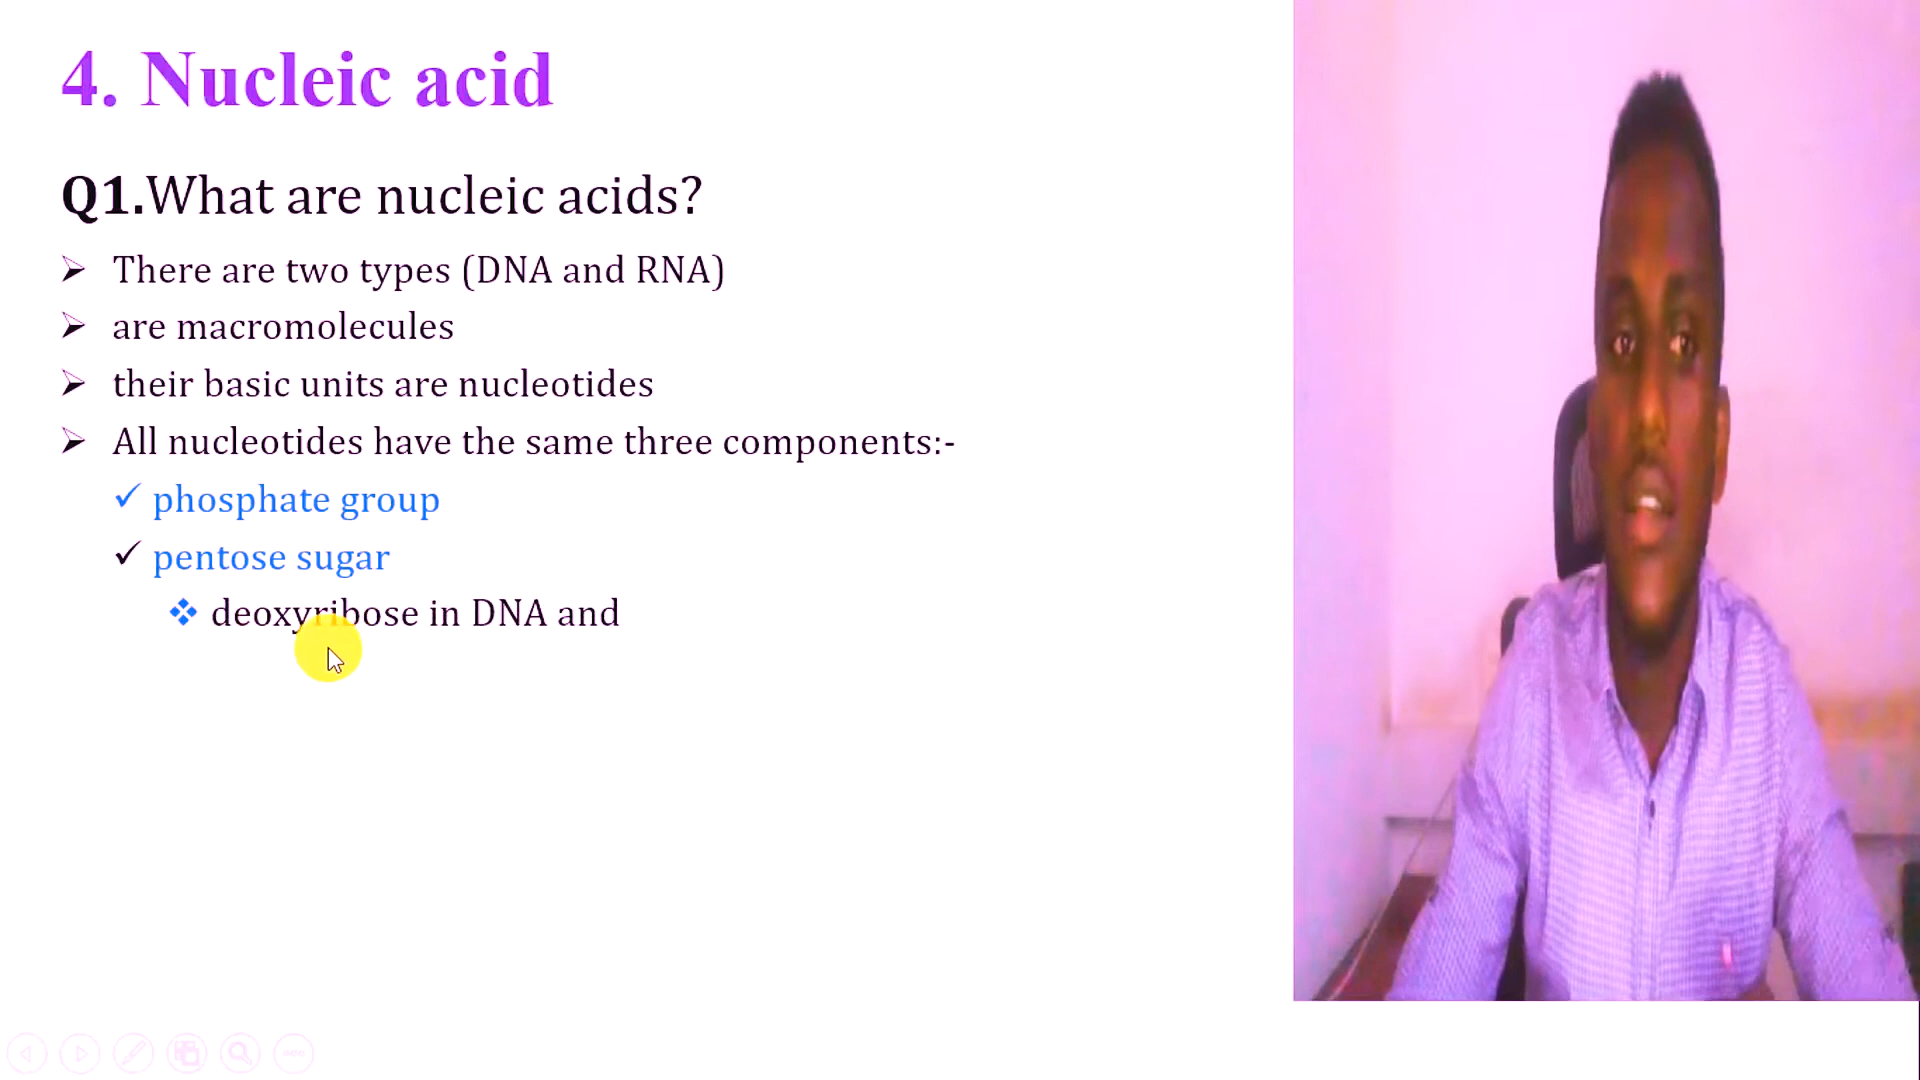 4. Nucleic acid
Q1.What are nucleic acids?
➢ There are two types (DNA and RNA)
➢ are macromolecules
➢ their basic units are nucleotides
➢ All nucleotides have the same three components:-
✓ phosphate group
✓ pentose sugar
❖ deoxyribose in DNA and